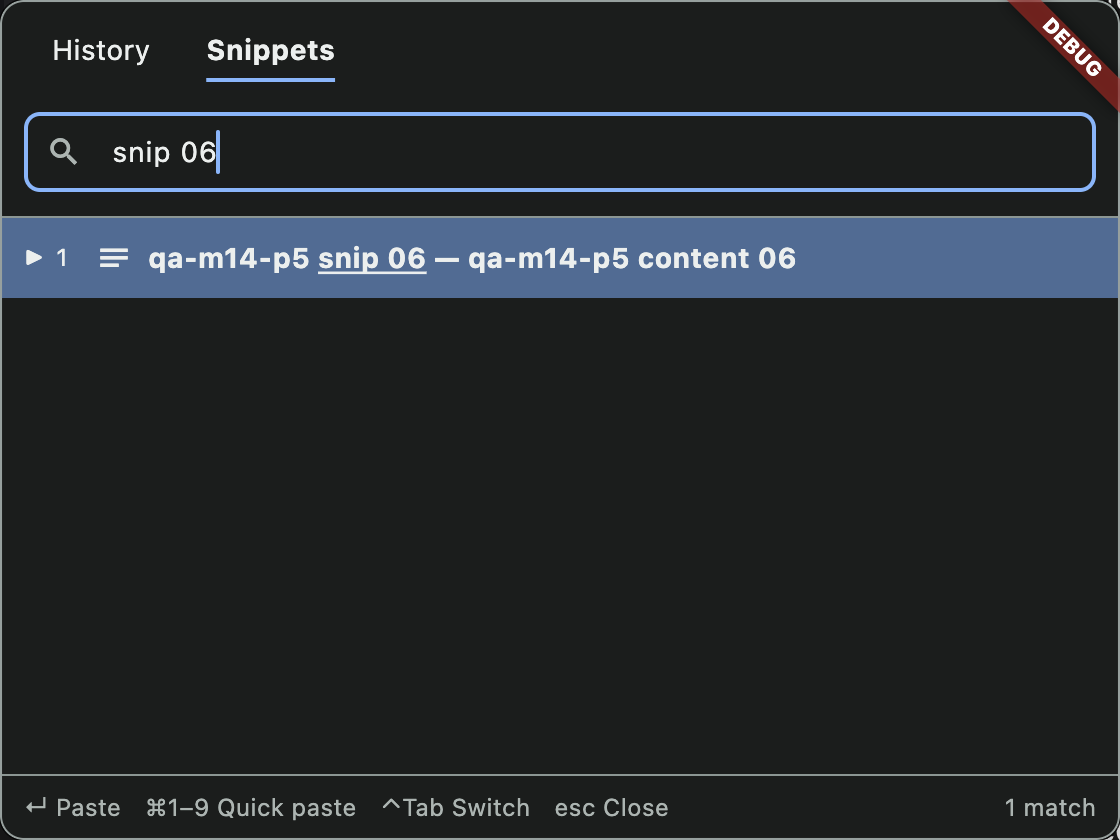 History Snippets
DEBUG
snip 06
▶ 1 qa-m14-p5 snip 06 — qa-m14-p5 content 06
↵ Paste ⌘1–9 Quick paste ^Tab Switch esc Close 1 match